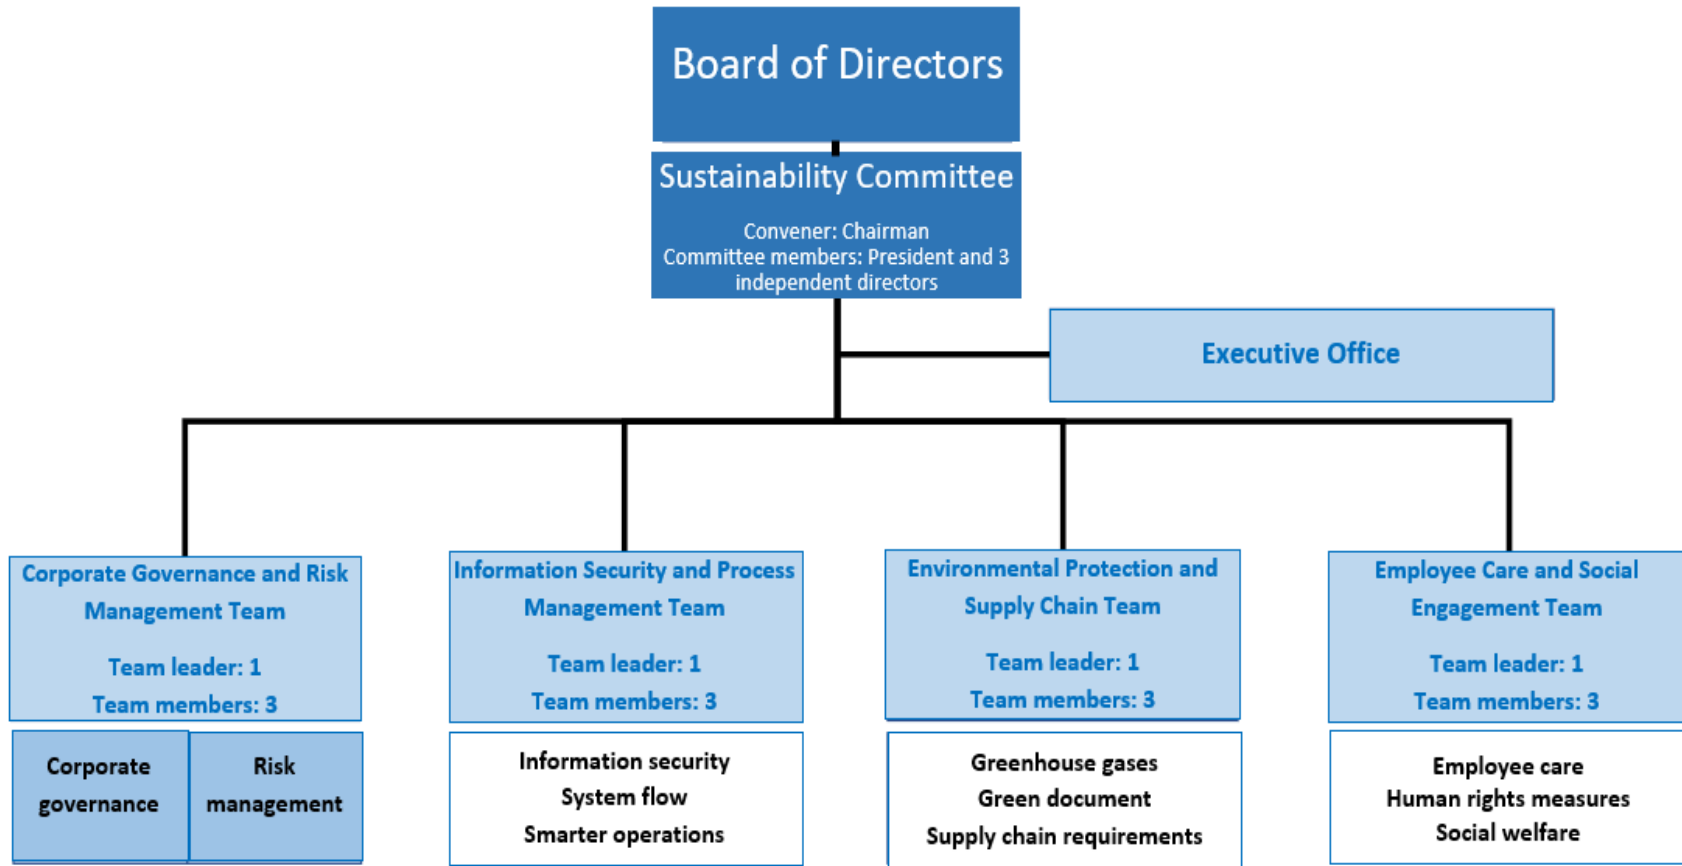 Board of Directors
Sustainability Committee
Convener: Chairman
Committee members: President and 3
independent directors
Executive Office
Corporate Governance and Risk
Management Team
Team leader: 1
Team members: 3
Corporate
governance
Risk
management
Information Security and Process
Management Team
Team leader: 1
Team members: 3
Information security
System flow
Smarter operations
Environmental Protection and
Supply Chain Team
Team leader: 1
Team members: 3
Greenhouse gases
Green document
Supply chain requirements
Employee Care and Social
Engagement Team
Team leader: 1
Team members: 3
Employee care
Human rights measures
Social welfare